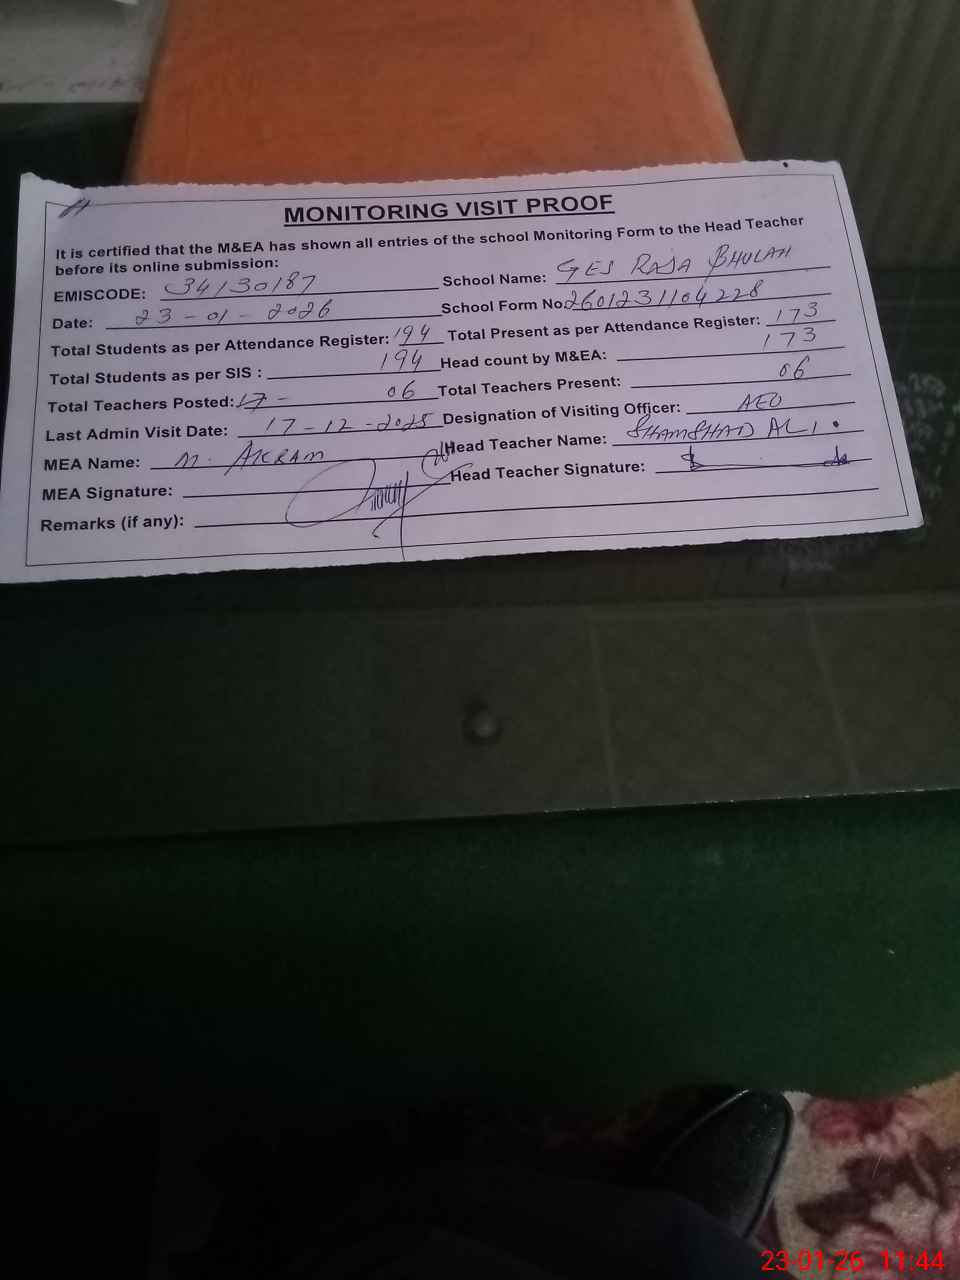 MONITORING VISIT PROOF
It is certified that the M&EA has shown all entries of the school Monitoring Form to the Head Teacher
before its online submission:
EMISCODE: 34130187 School Name: GES RAJA BHULAH
Date: 23-01-2026 School Form No. 2601231104228
Total Students as per Attendance Register: 194 Total Present as per Attendance Register: 173
Total Students as per SIS : 194 Head count by M&EA: 173
Total Teachers Posted: 17- 06 Total Teachers Present: 06
Last Admin Visit Date: 17-12-2025 Designation of Visiting Officer: AEO
MEA Name: M. AKRAM Head Teacher Name: SHAMSHAD ALI.
MEA Signature: Head Teacher Signature:
Remarks (if any):
23-01-26 11:44